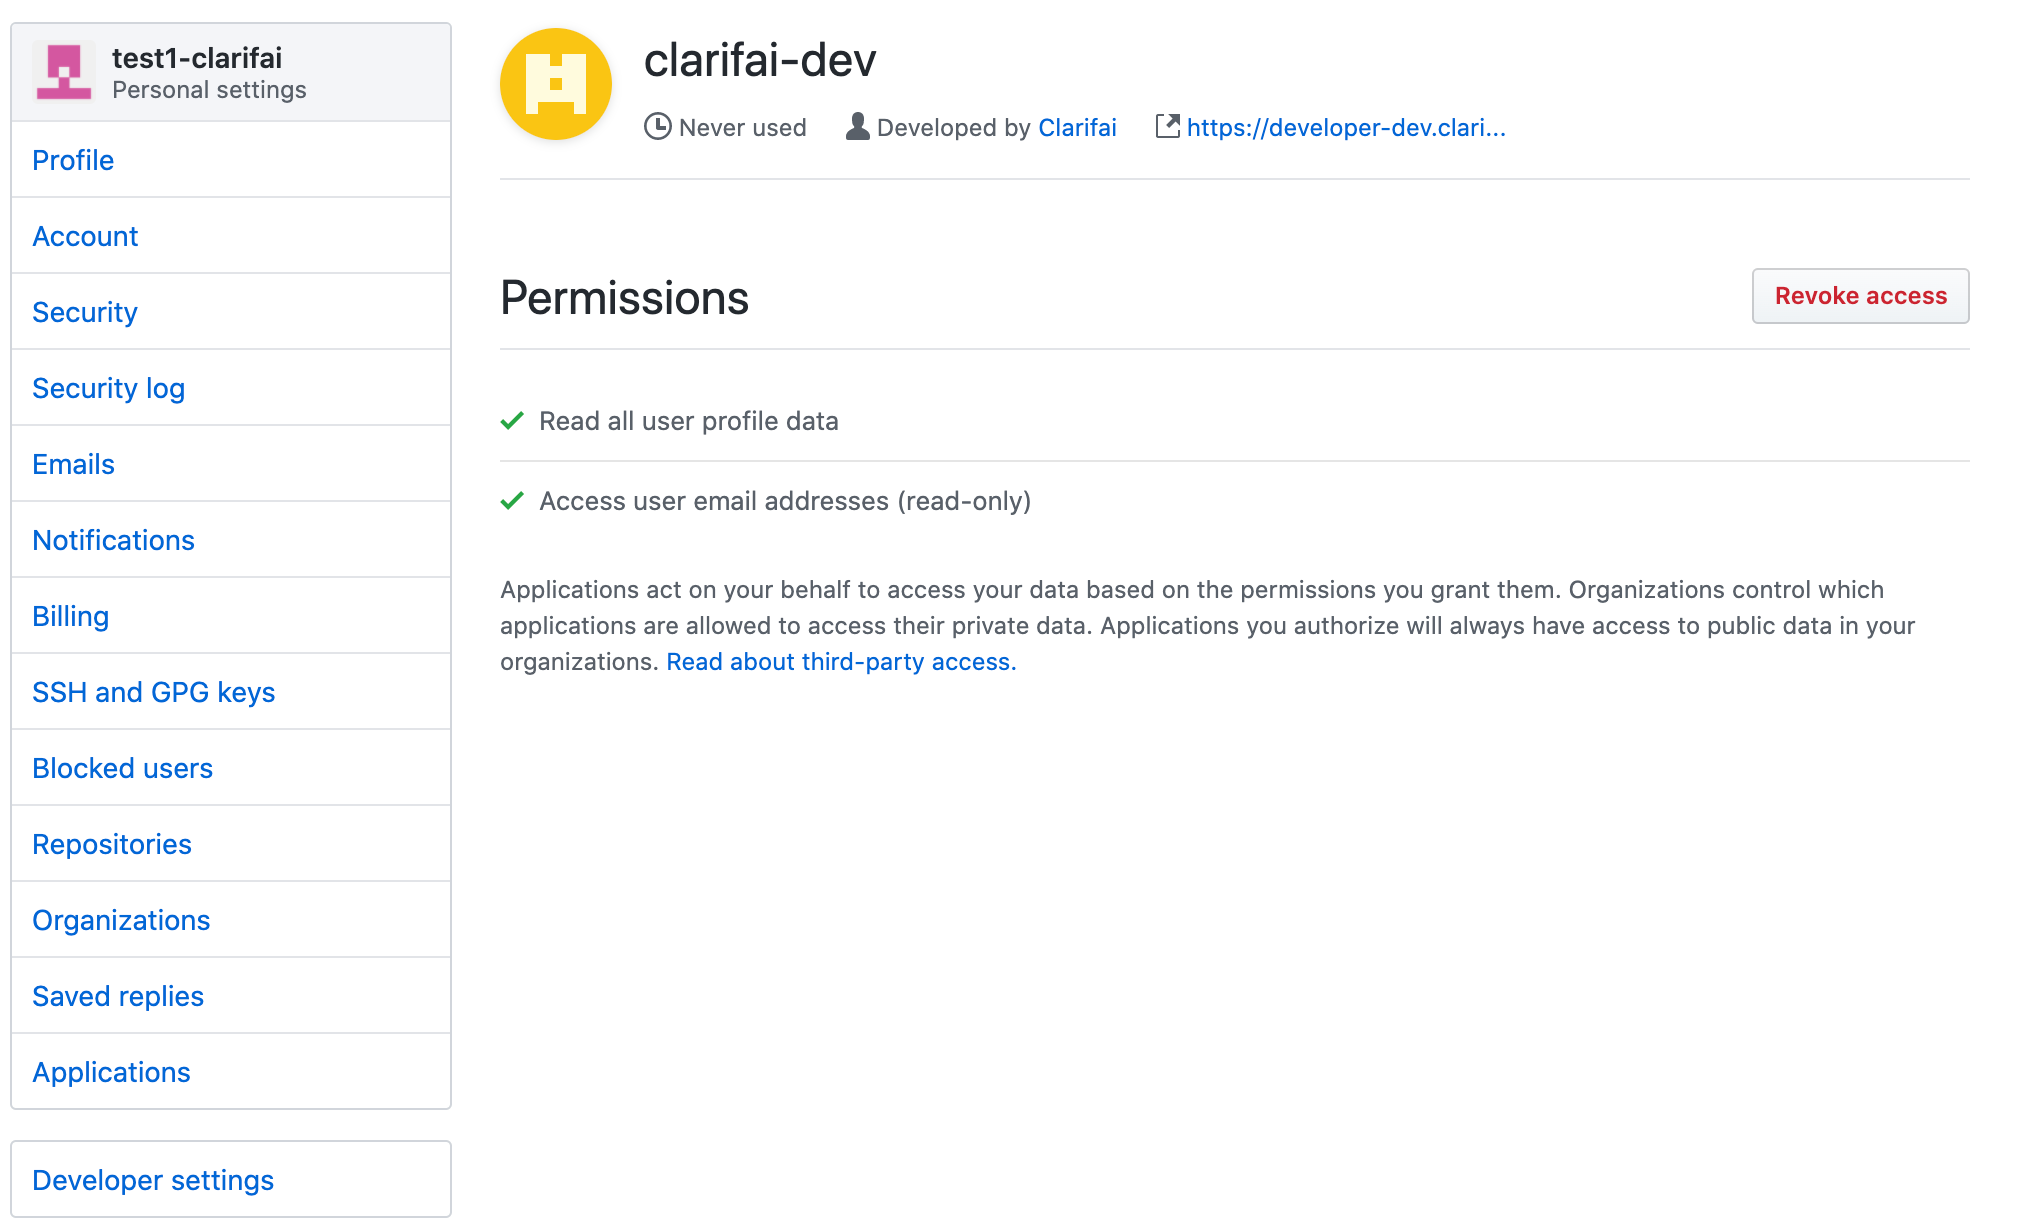 test1-clarifai
Personal settings
Profile
Account
Security
Security log
Emails
Notifications
Billing
SSH and GPG keys
Blocked users
Repositories
Organizations
Saved replies
Applications
Developer settings
clarifai-dev
Never used Developed by Clarifai https://developer-dev.clari...
Permissions
Revoke access
Read all user profile data
Access user email addresses (read-only)
Applications act on your behalf to access your data based on the permissions you grant them. Organizations control which
applications are allowed to access their private data. Applications you authorize will always have access to public data in your
organizations. Read about third-party access.